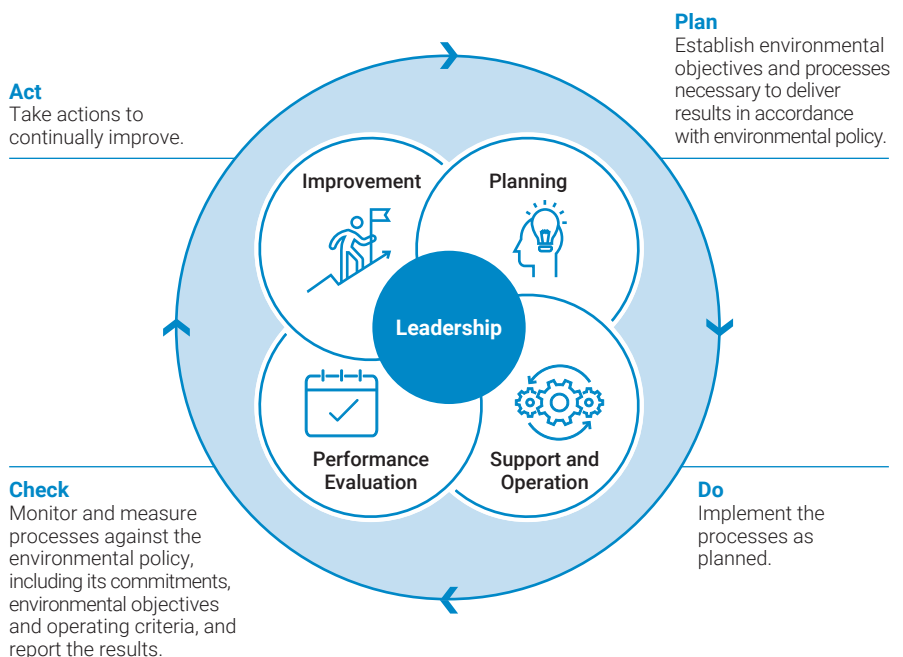 Plan
Establish environmental
objectives and processes
necessary to deliver
results in accordance
with environmental policy.
Act
Take actions to
continually improve.
Improvement
Planning
Leadership
Performance
Evaluation
Support and
Operation
Check
Monitor and measure
processes against the
environmental policy,
including its commitments,
environmental objectives
and operating criteria, and
report the results.
Do
Implement the
processes as
planned.